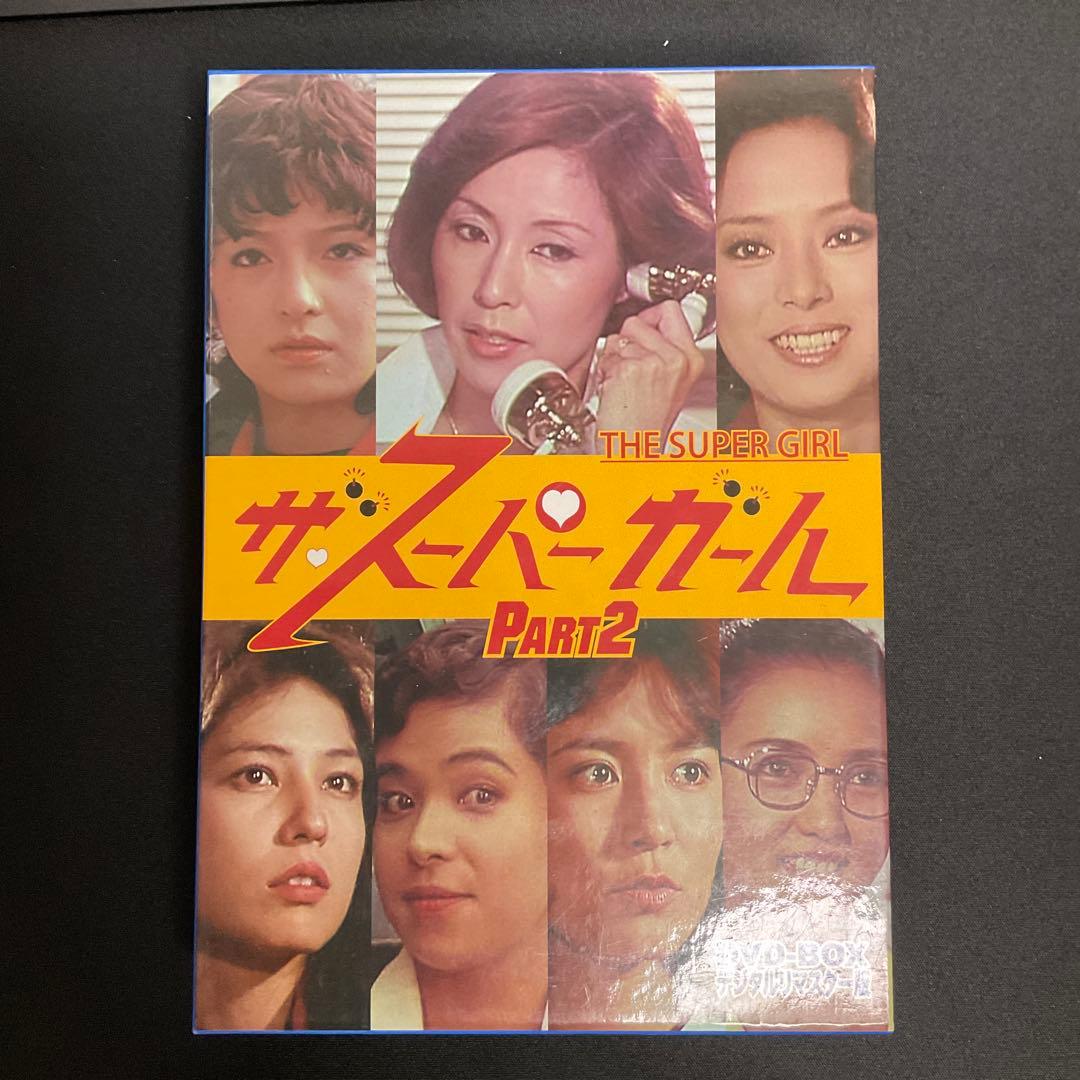 THE SUPER GIRL
ザ・スーパーガール
PART2
DVD-BOX
デジタルリマスター版